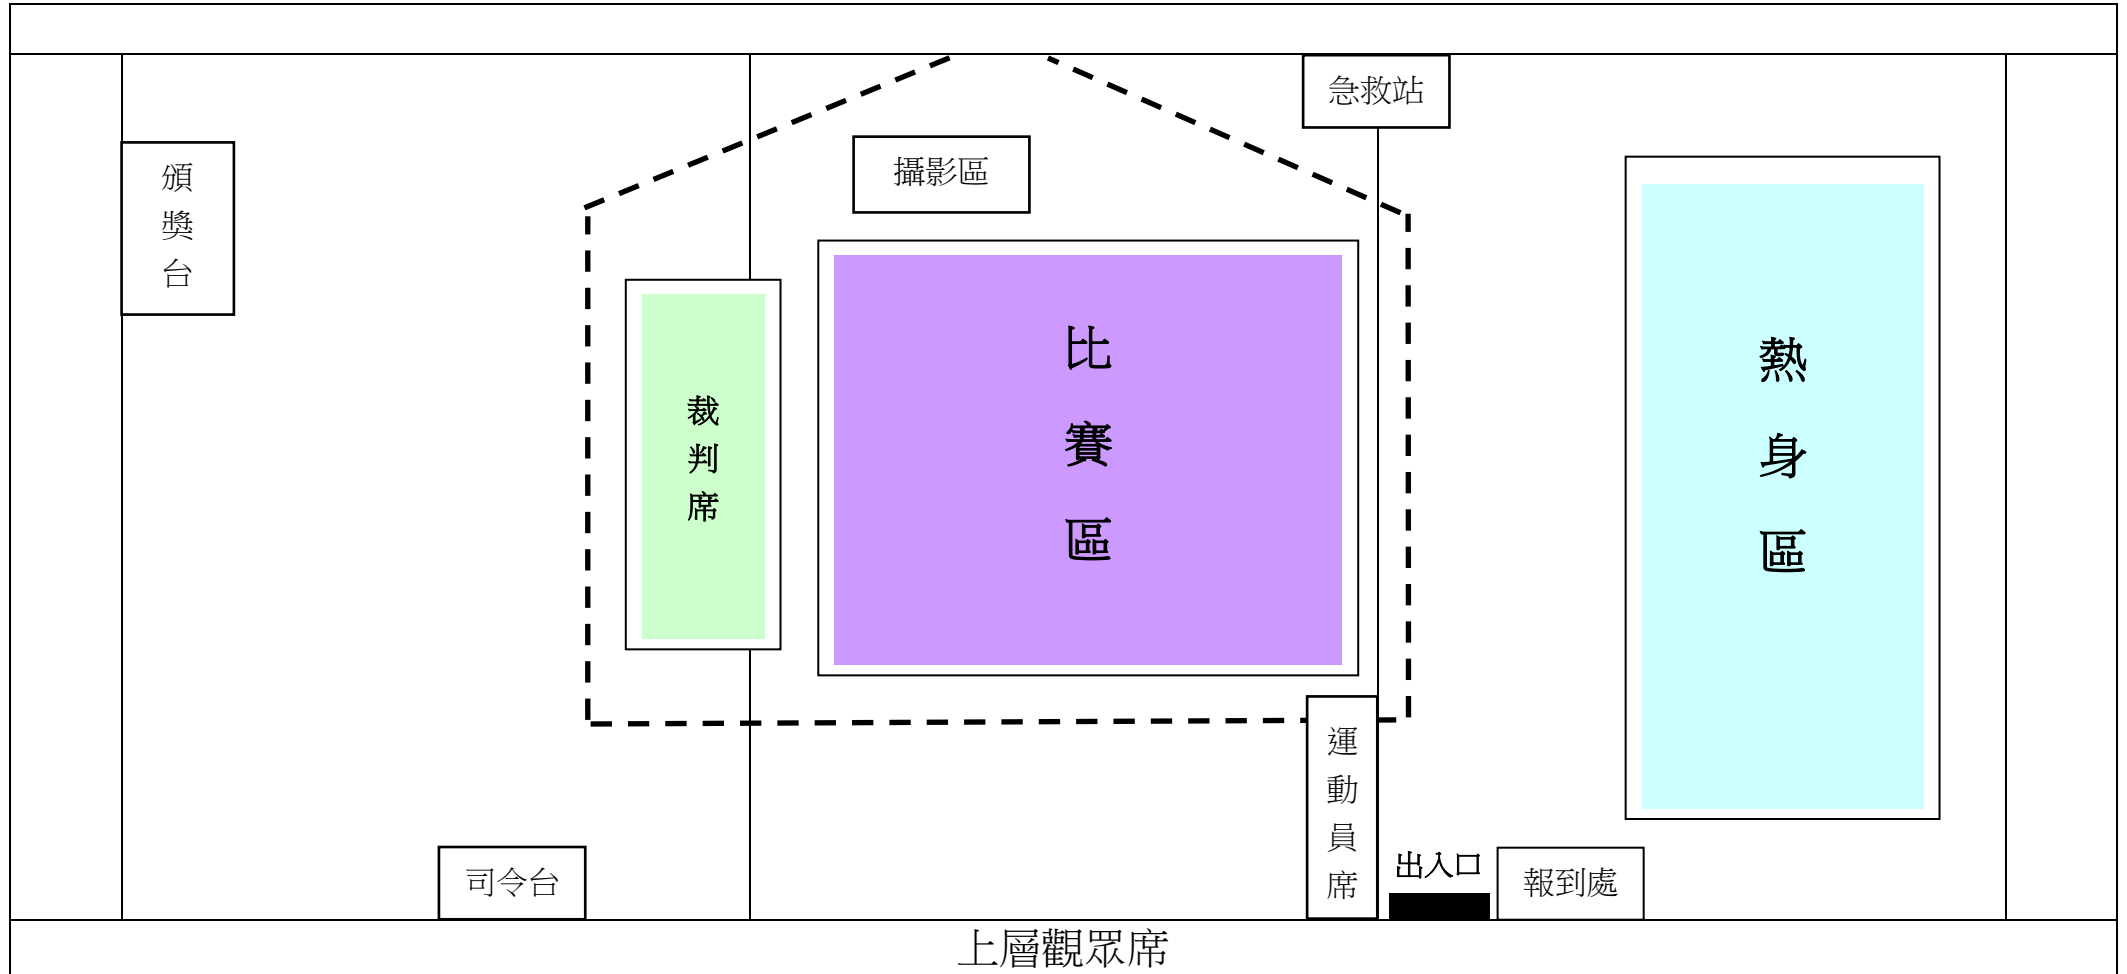 急救站
攝影區
頒獎台
比賽區
熱身區
裁判席
運動員席
出入口
司令台
報到處
上層觀眾席